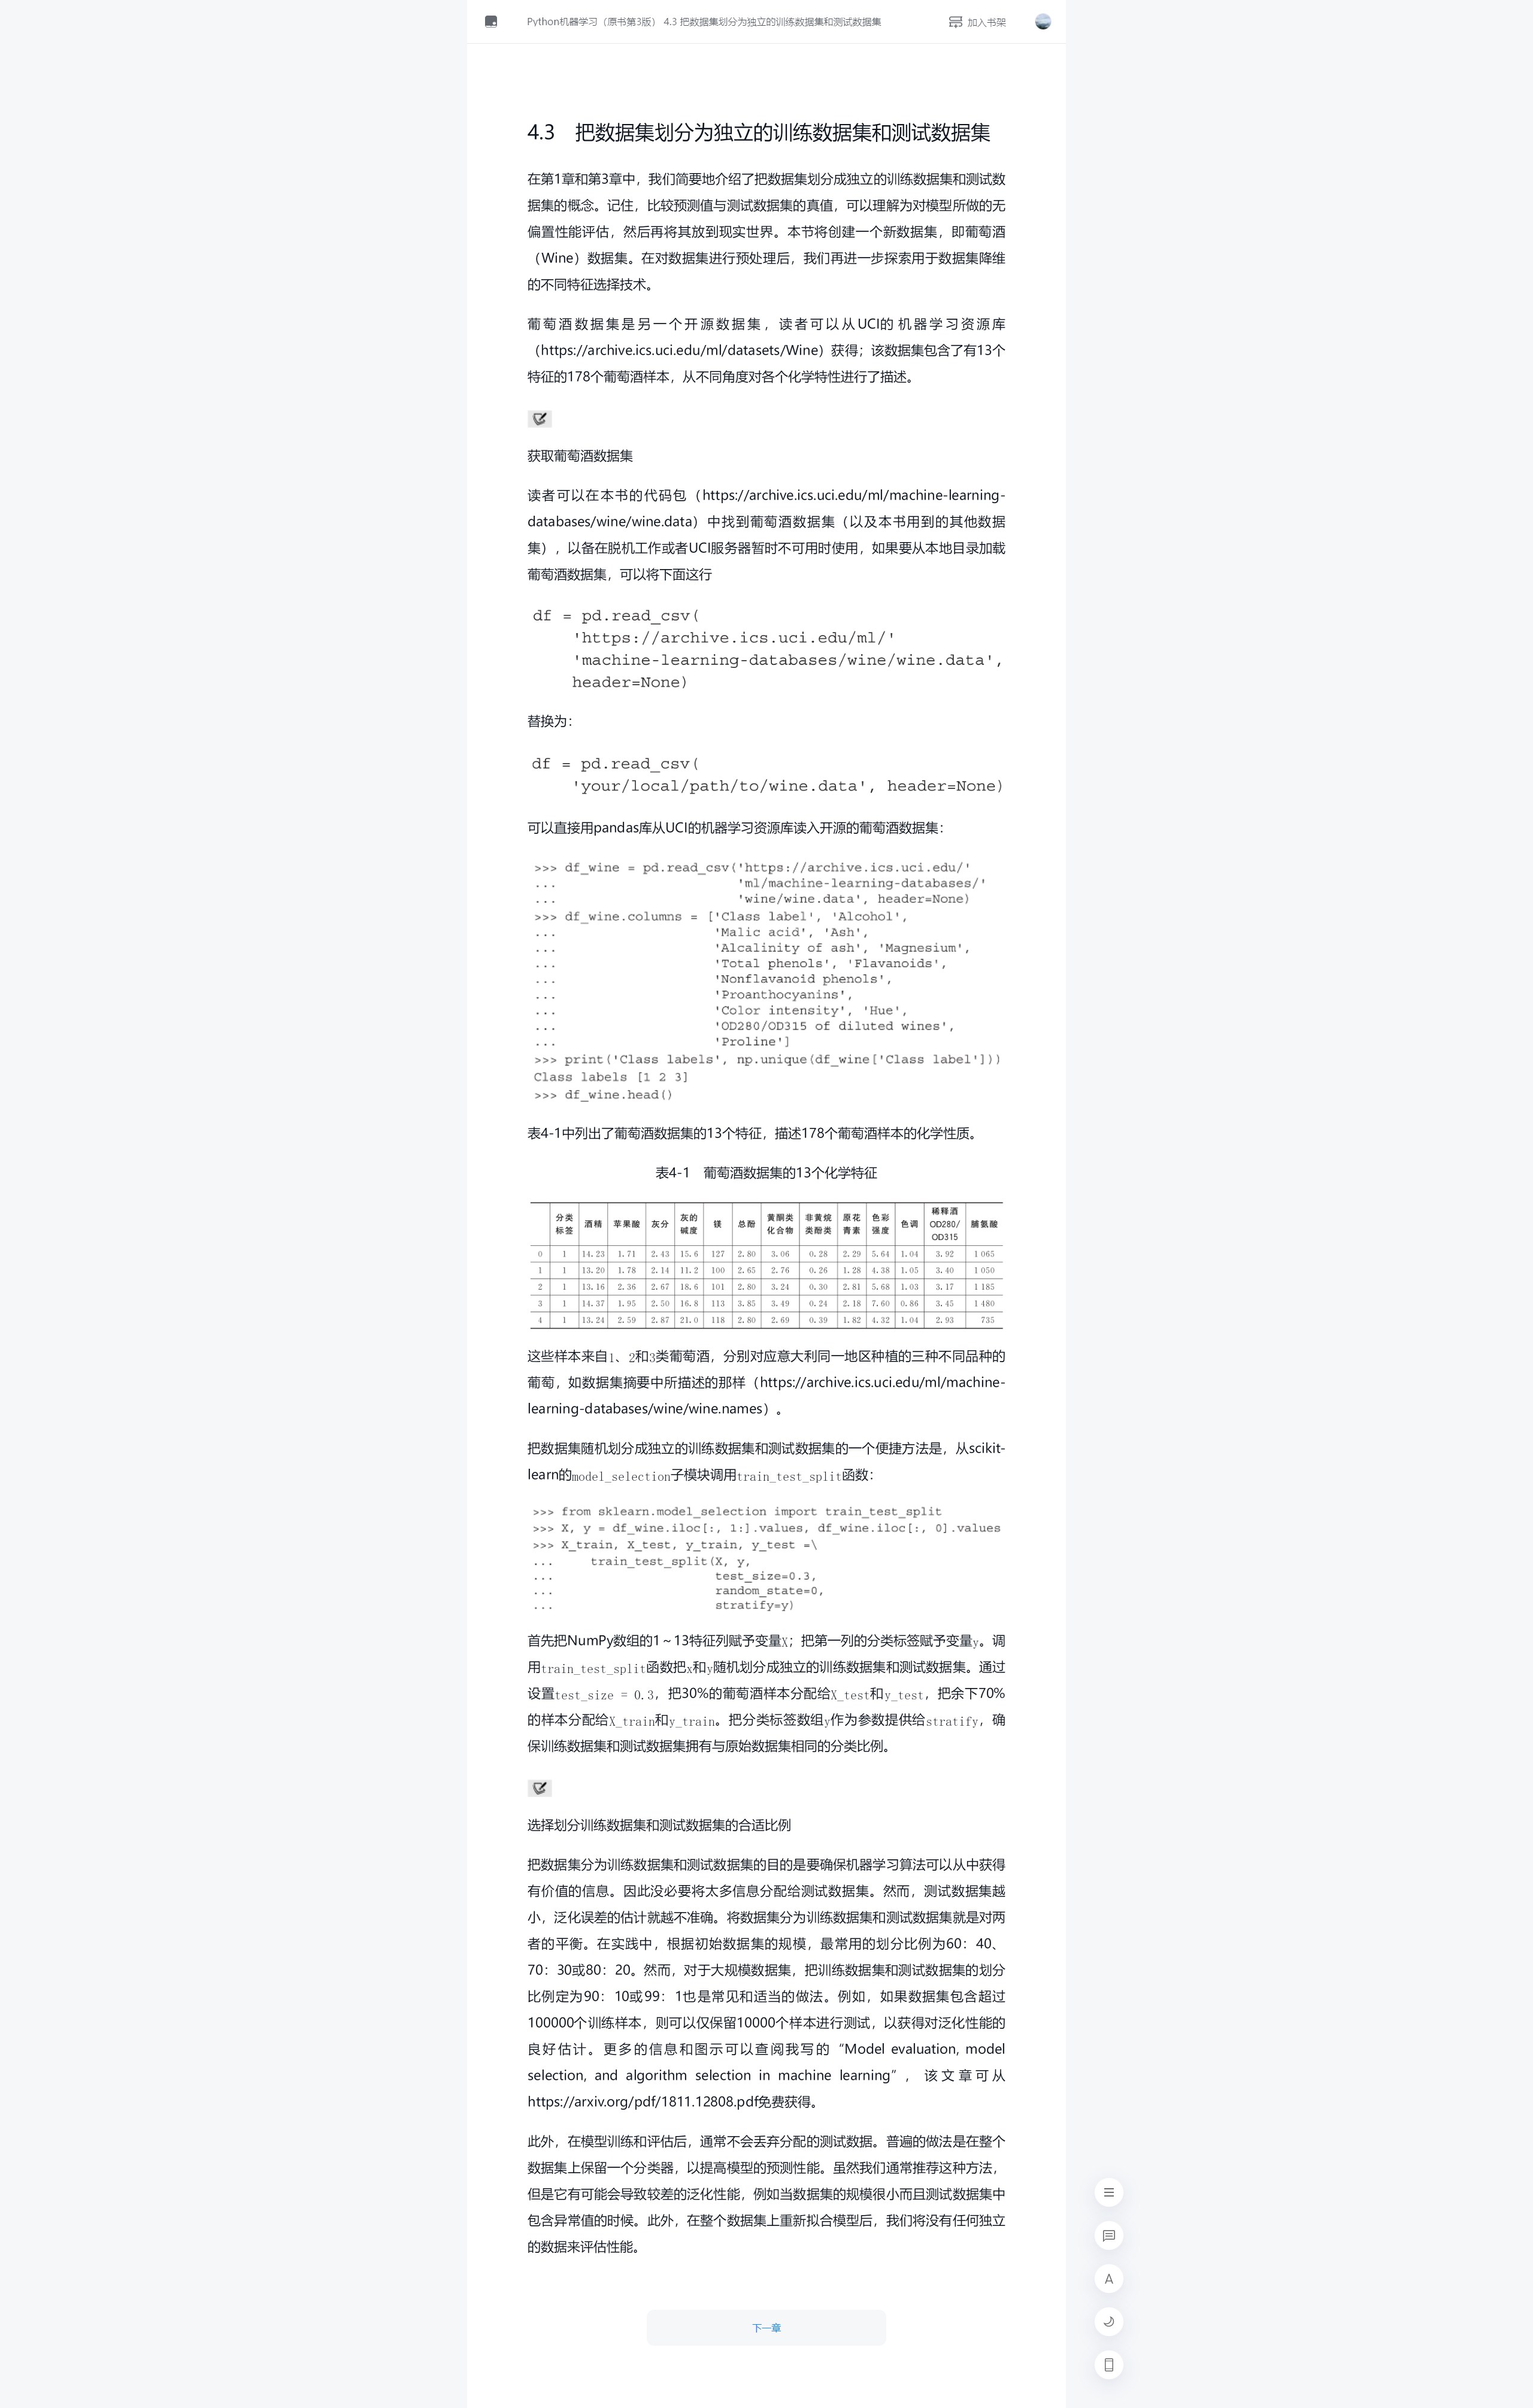 Python机器学习（原书第3版） 4.3 把数据集划分为独立的训练数据集和测试数据集
加入书架
4.3 把数据集划分为独立的训练数据集和测试数据集
在第1章和第3章中，我们简要地介绍了把数据集划分成独立的训练数据集和测试数
据集的概念。记住，比较预测值与测试数据集的真值，可以理解为对模型所做的无
偏置性能评估，然后再将其放到现实世界。本节将创建一个新数据集，即葡萄酒
（Wine）数据集。在对数据集进行预处理后，我们再进一步探索用于数据集降维
的不同特征选择技术。
葡萄酒数据集是另一个开源数据集，读者可以从UCI的机器学习资源库
（https://archive.ics.uci.edu/ml/datasets/Wine）获得；该数据集包含了有13个
特征的178个葡萄酒样本，从不同角度对各个化学特性进行了描述。
获取葡萄酒数据集
读者可以在本书的代码包（https://archive.ics.uci.edu/ml/machine-learning-
databases/wine/wine.data）中找到葡萄酒数据集（以及本书用到的其他数据
集），以备在脱机工作或者UCI服务器暂时不可用时使用，如果要从本地目录加载
葡萄酒数据集，可以将下面这行
df = pd.read_csv(
'https://archive.ics.uci.edu/ml/'
'machine-learning-databases/wine/wine.data',
header=None)
替换为：
df = pd.read_csv(
'your/local/path/to/wine.data', header=None)
可以直接用pandas库从UCI的机器学习资源库读入开源的葡萄酒数据集：
>>> df_wine = pd.read_csv('https://archive.ics.uci.edu/'
... 'ml/machine-learning-databases/'
... 'wine/wine.data', header=None)
>>> df_wine.columns = ['Class label', 'Alcohol',
... 'Malic acid', 'Ash',
... 'Alcalinity of ash', 'Magnesium',
... 'Total phenols', 'Flavanoids',
... 'Nonflavanoid phenols',
... 'Proanthocyanins',
... 'Color intensity', 'Hue',
... 'OD280/OD315 of diluted wines',
... 'Proline']
>>> print('Class labels', np.unique(df_wine['Class label']))
Class labels [1 2 3]
>>> df_wine.head()
表4-1中列出了葡萄酒数据集的13个特征，描述178个葡萄酒样本的化学性质。
表4-1 葡萄酒数据集的13个化学特征
分类标签 酒精 苹果酸 灰分 灰的碱度 镁 总酚 黄酮类化合物 非黄烷类酚类 原花青素 色彩强度 色调 稀释酒OD280/OD315 脯氨酸
0 1 14.23 1.71 2.43 15.6 127 2.80 3.06 0.28 2.29 5.64 1.04 3.92 1 065
1 1 13.20 1.78 2.14 11.2 100 2.65 2.76 0.26 1.28 4.38 1.05 3.40 1 050
2 1 13.16 2.36 2.67 18.6 101 2.80 3.24 0.30 2.81 5.68 1.03 3.17 1 185
3 1 14.37 1.95 2.50 16.8 113 3.85 3.49 0.24 2.18 7.60 0.86 3.45 1 480
4 1 13.24 2.59 2.87 21.0 118 2.80 2.69 0.39 1.82 4.32 1.04 2.93 735
这些样本来自1、2和3类葡萄酒，分别对应意大利同一地区种植的三种不同品种的
葡萄，如数据集摘要中所描述的那样（https://archive.ics.uci.edu/ml/machine-
learning-databases/wine/wine.names）。
把数据集随机划分成独立的训练数据集和测试数据集的一个便捷方法是，从scikit-
learn的model_selection子模块调用train_test_split函数：
>>> from sklearn.model_selection import train_test_split
>>> X, y = df_wine.iloc[:, 1:].values, df_wine.iloc[:, 0].values
>>> X_train, X_test, y_train, y_test =\
... train_test_split(X, y,
... test_size=0.3,
... random_state=0,
... stratify=y)
首先把NumPy数组的1～13特征列赋予变量X；把第一列的分类标签赋予变量y。调
用train_test_split函数把x和y随机划分成独立的训练数据集和测试数据集。通过
设置test_size = 0.3，把30%的葡萄酒样本分配给X_test和y_test，把余下70%
的样本分配给X_train和y_train。把分类标签数组y作为参数提供给stratify，确
保训练数据集和测试数据集拥有与原始数据集相同的分类比例。
选择划分训练数据集和测试数据集的合适比例
把数据集分为训练数据集和测试数据集的目的是要确保机器学习算法可以从中获得
有价值的信息。因此没必要将太多信息分配给测试数据集。然而，测试数据集越
小，泛化误差的估计就越不准确。将数据集分为训练数据集和测试数据集就是对两
者的平衡。在实践中，根据初始数据集的规模，最常用的划分比例为60：40、
70：30或80：20。然而，对于大规模数据集，把训练数据集和测试数据集的划分
比例定为90：10或99：1也是常见和适当的做法。例如，如果数据集包含超过
100000个训练样本，则可以仅保留10000个样本进行测试，以获得对泛化性能的
良好估计。更多的信息和图示可以查阅我写的“Model evaluation, model
selection, and algorithm selection in machine learning”，该文章可从
https://arxiv.org/pdf/1811.12808.pdf免费获得。
此外，在模型训练和评估后，通常不会丢弃分配的测试数据。普遍的做法是在整个
数据集上保留一个分类器，以提高模型的预测性能。虽然我们通常推荐这种方法，
但是它有可能会导致较差的泛化性能，例如当数据集的规模很小而且测试数据集中
包含异常值的时候。此外，在整个数据集上重新拟合模型后，我们将没有任何独立
的数据来评估性能。
下一章